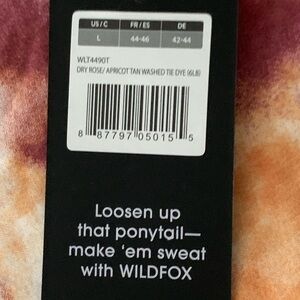 US / C FR / ES DE
L 44-46 42-44
WLT4490T
DRY ROSE/ APRICOT TAN WASHED TIE DYE (6LB)
8 87797 05015 5
Loosen up
that ponytail—
make 'em sweat
with WILDFOX